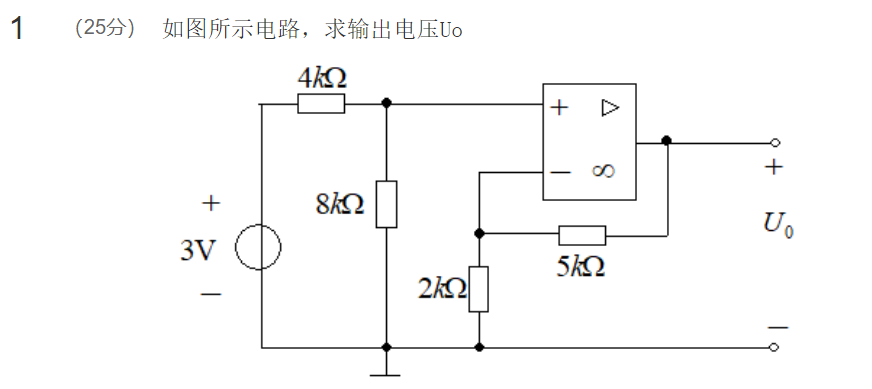 1 (25分) 如图所示电路，求输出电压Uo
4kΩ
+ ▷
− ∞
+
3V
−
8kΩ
2kΩ
5kΩ
+
U₀
−